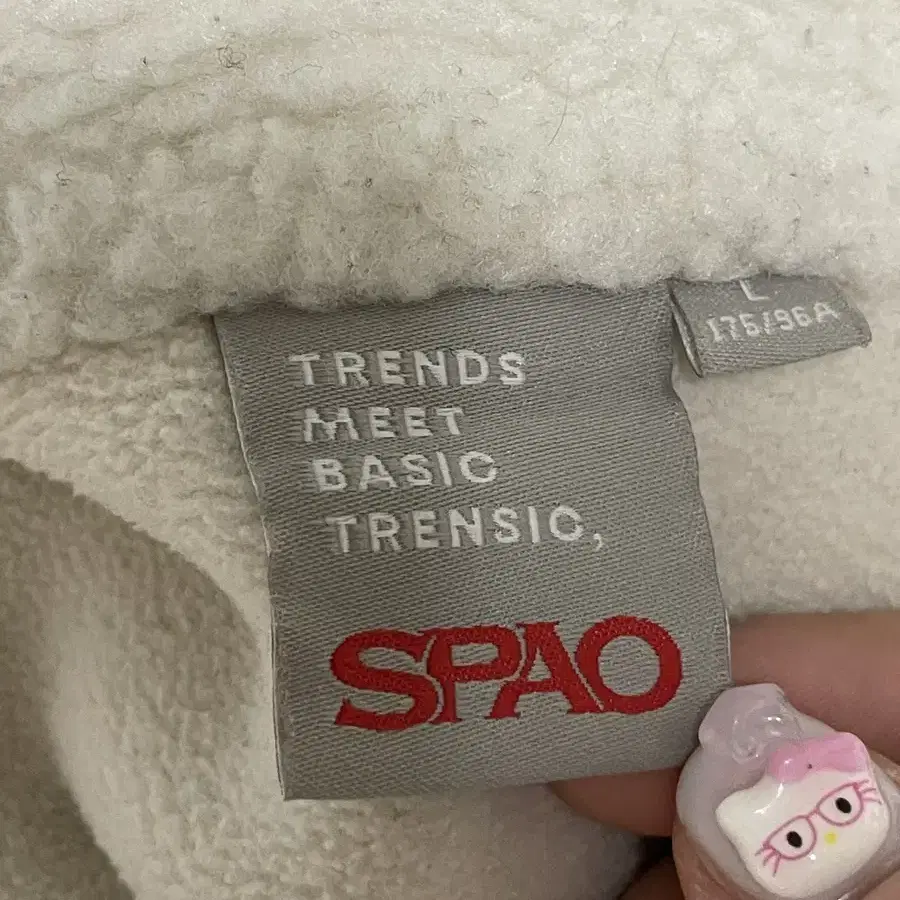 TRENDS
MEET
BASIC
TRENSIC,
SPAO
L
175/96A